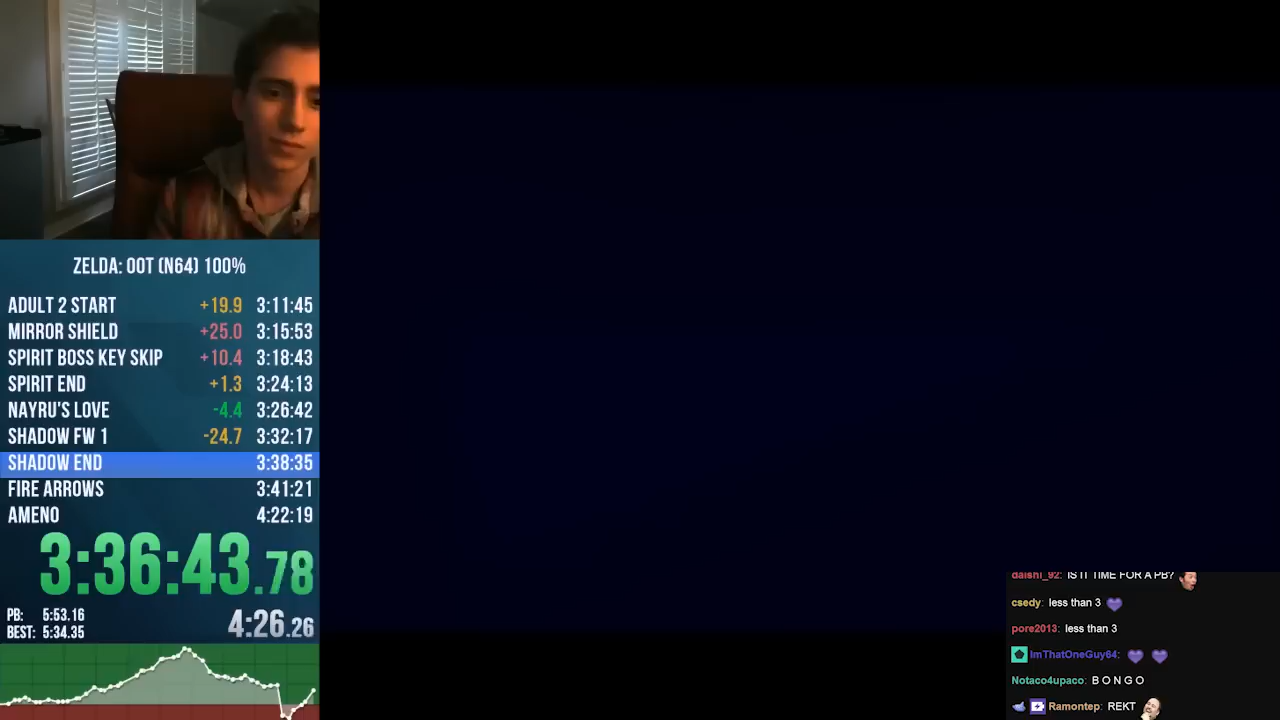 ZELDA: OOT (N64) 100%
ADULT 2 START +19.9 3:11:45
MIRROR SHIELD +25.0 3:15:53
SPIRIT BOSS KEY SKIP +10.4 3:18:43
SPIRIT END +1.3 3:24:13
NAYRU'S LOVE -4.4 3:26:42
SHADOW FW 1 -24.7 3:32:17
SHADOW END 3:38:35
FIRE ARROWS 3:41:21
AMENO 4:22:19
3:36:43.78
PB: 5:53.16
BEST: 5:34.35
4:26.26
daishi_92: IS IT TIME FOR A PB?
csedy: less than 3
pore2013: less than 3
ImThatOneGuy64:
Notaco4upaco: B O N G O
Ramontep: REKT